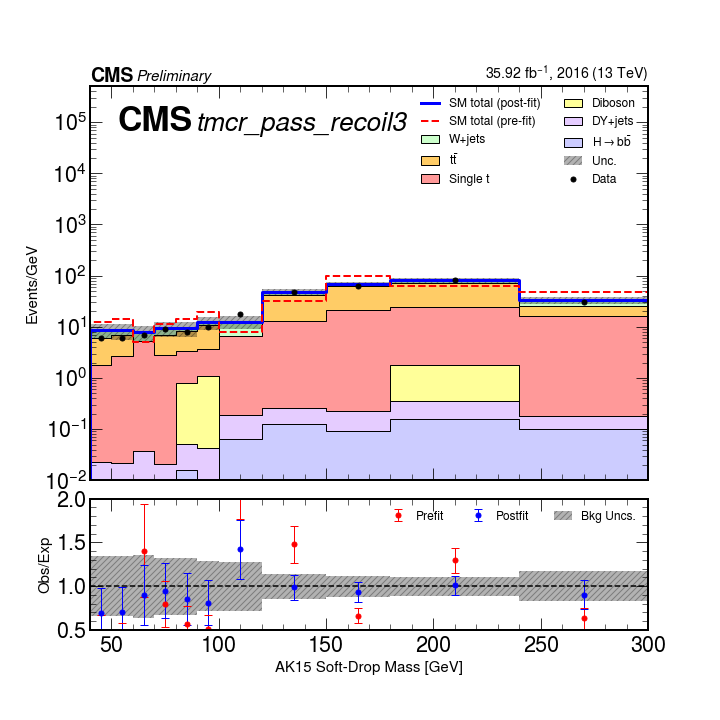 CMS Preliminary 35.92 fb⁻¹, 2016 (13 TeV)
CMS tmcr_pass_recoil3
SM total (post-fit)
SM total (pre-fit)
W+jets
tt̄
Single t
Diboson
DY+jets
H→bb̄
Unc.
Data
Events/GeV
10⁵
10⁴
10³
10²
10¹
10⁰
10⁻¹
10⁻²
Prefit Postfit Bkg Uncs.
Obs/Exp
2.0
1.5
1.0
0.5
50 100 150 200 250 300
AK15 Soft-Drop Mass [GeV]